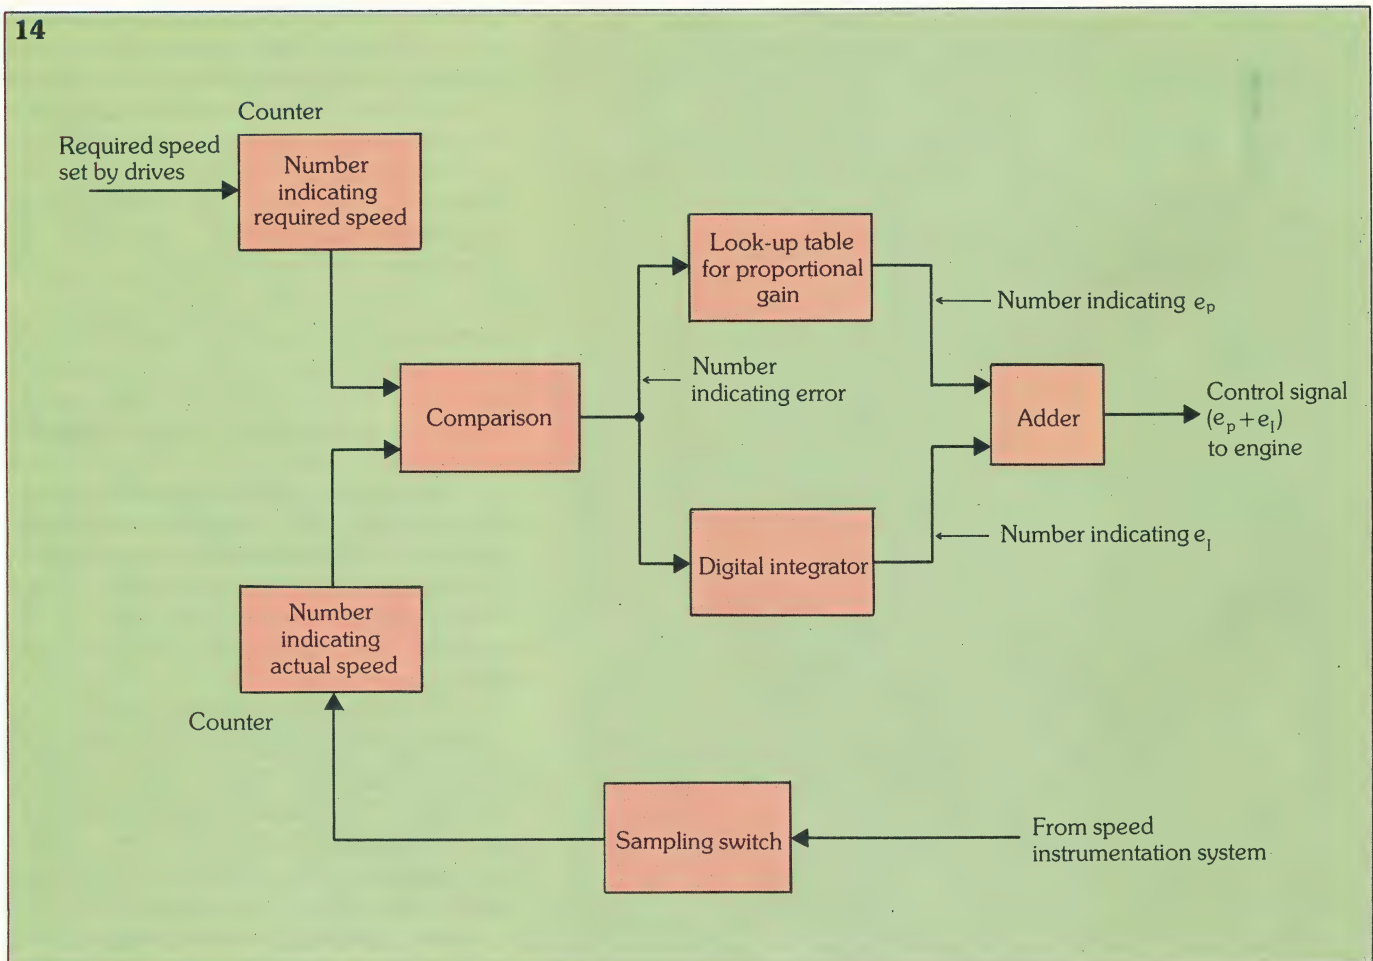 14
Counter
Required speed
set by drives
Number
indicating
required speed
Look-up table
for proportional
gain
Number indicating eₚ
Number
indicating error
Comparison
Adder
Control signal
(eₚ+eᵢ)
to engine
Number indicating eᵢ
Digital integrator
Number
indicating
actual speed
Counter
Sampling switch
From speed
instrumentation system